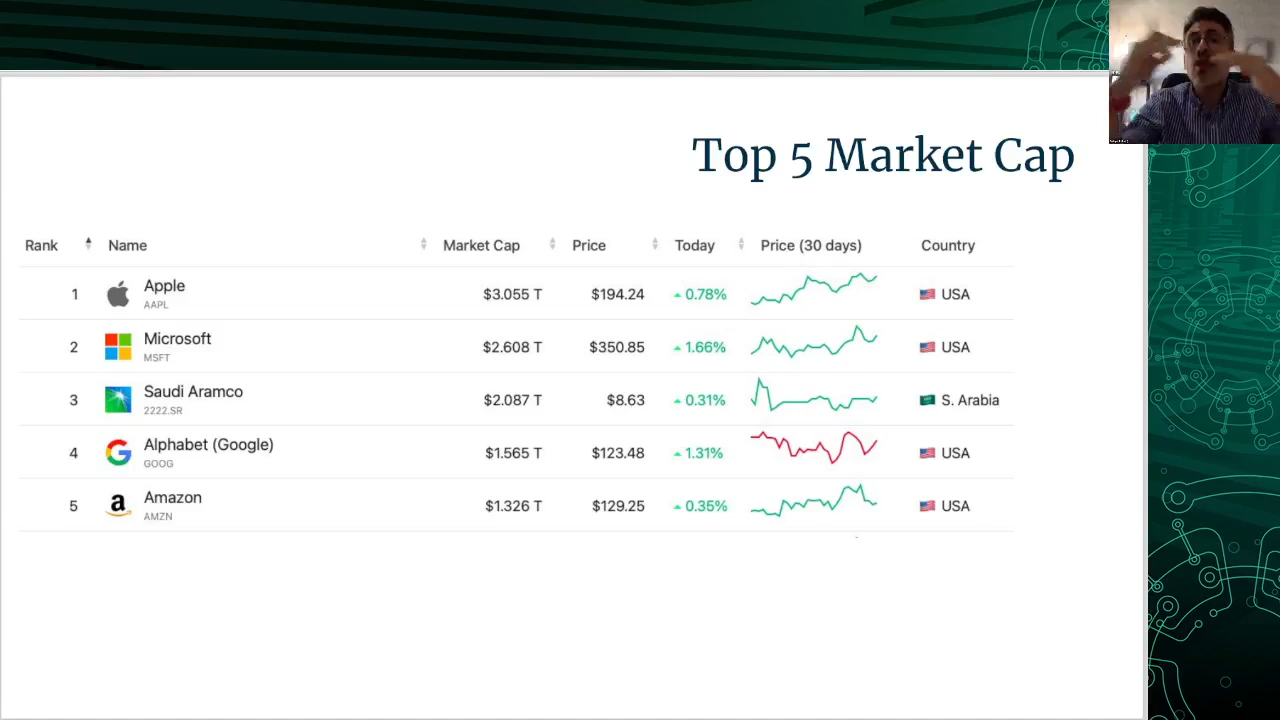 Top 5 Market Cap
Rank Name Market Cap Price Today Price (30 days) Country
1 Apple AAPL $3.055 T $194.24 0.78% USA
2 Microsoft MSFT $2.608 T $350.85 1.66% USA
3 Saudi Aramco 2222.SR $2.087 T $8.63 0.31% S. Arabia
4 Alphabet (Google) GOOG $1.565 T $123.48 1.31% USA
5 Amazon AMZN $1.326 T $129.25 0.35% USA